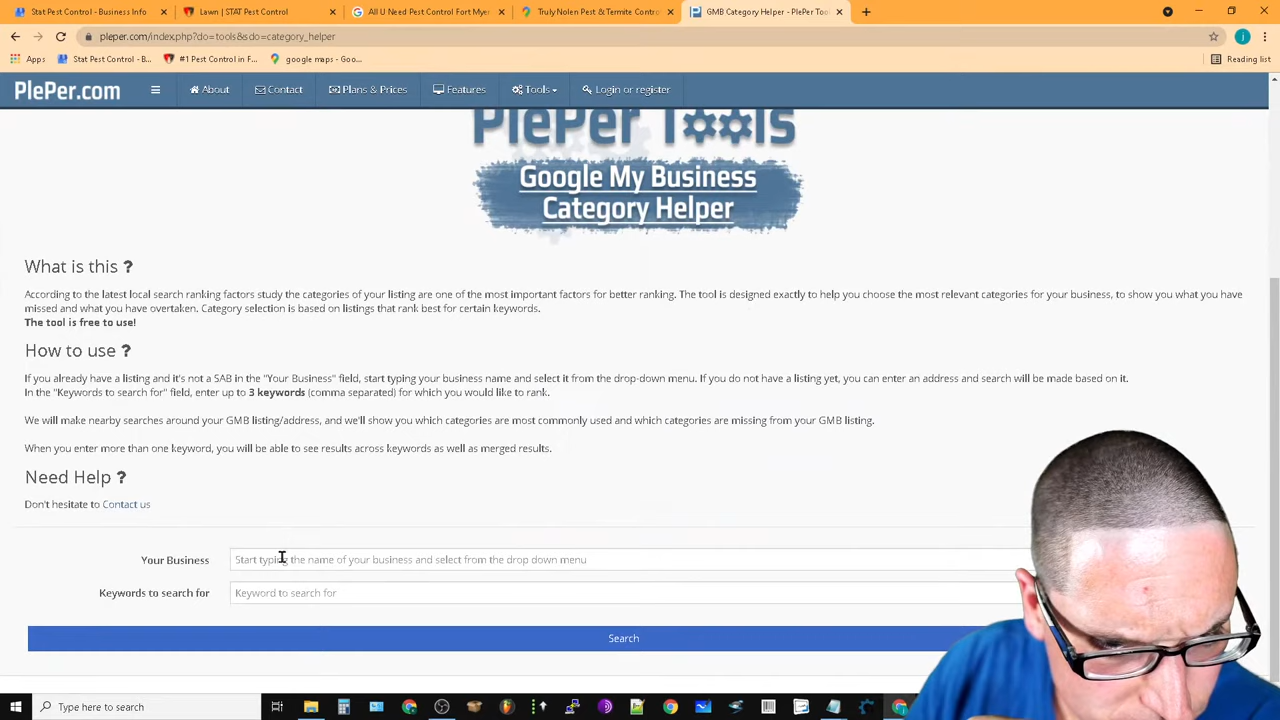 Stat Pest Control - Business Info
Lawn | STAT Pest Control
All U Need Pest Control Fort Myer
Truly Nolen Pest & Termite Contro
GMB Category Helper - PlePer Too
pleper.com/index.php?do=tools&sdo=category_helper
Apps
Stat Pest Control - B...
#1 Pest Control in F...
google maps - Goo...
Reading list
PlePer.com
About
Contact
Plans & Prices
Features
Tools
Login or register
PlePer Tools
Google My Business
Category Helper
What is this ?
According to the latest local search ranking factors study the categories of your listing are one of the most important factors for better ranking. The tool is designed exactly to help you choose the most relevant categories for your business, to show you what you have
missed and what you have overtaken. Category selection is based on listings that rank best for certain keywords.
The tool is free to use!
How to use ?
If you already have a listing and it's not a SAB in the "Your Business" field, start typing your business name and select it from the drop-down menu. If you do not have a listing yet, you can enter an address and search will be made based on it.
In the "Keywords to search for" field, enter up to 3 keywords (comma separated) for which you would like to rank.
We will make nearby searches around your GMB listing/address, and we'll show you which categories are most commonly used and which categories are missing from your GMB listing.
When you enter more than one keyword, you will be able to see results across keywords as well as merged results.
Need Help ?
Don't hesitate to Contact us
Your Business
Start typing the name of your business and select from the drop down menu
Keywords to search for
Keyword to search for
Search
Type here to search